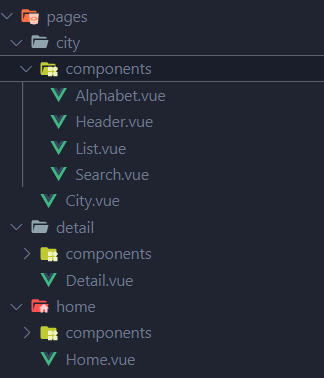 pages
city
components
Alphabet.vue
Header.vue
List.vue
Search.vue
City.vue
detail
components
Detail.vue
home
components
Home.vue